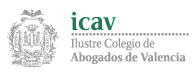 icav
Ilustre Colegio de
Abogados de Valencia